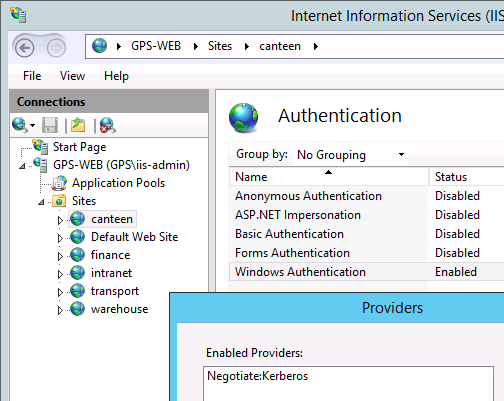 Internet Information Services (IIS
GPS-WEB Sites canteen
File View Help
Connections
Start Page
GPS-WEB (GPS\iis-admin)
Application Pools
Sites
canteen
Default Web Site
finance
intranet
transport
warehouse
Authentication
Group by: No Grouping
Name Status
Anonymous Authentication Disabled
ASP.NET Impersonation Disabled
Basic Authentication Disabled
Forms Authentication Disabled
Windows Authentication Enabled
Providers
Enabled Providers:
Negotiate:Kerberos